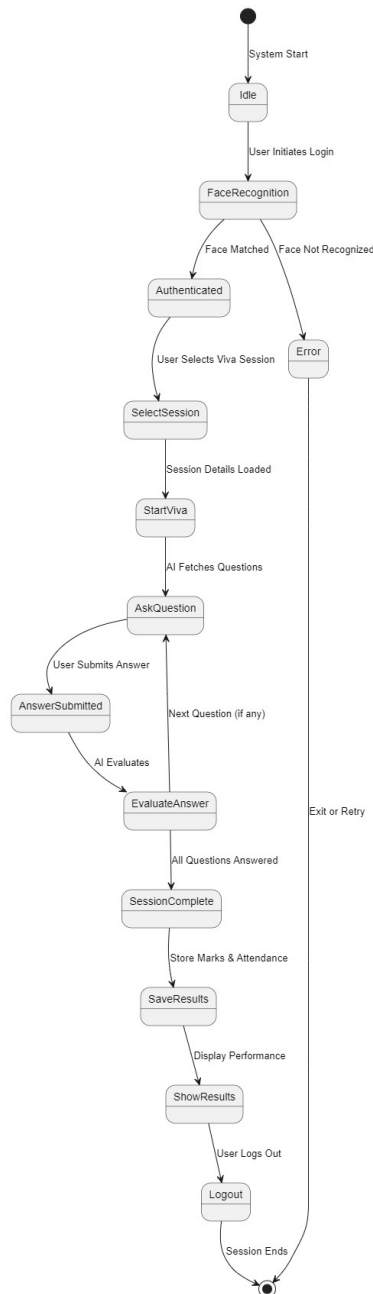 System Start
Idle
User Initiates Login
FaceRecognition
Face Matched
Face Not Recognized
Authenticated
Error
User Selects Viva Session
SelectSession
Session Details Loaded
StartViva
AI Fetches Questions
AskQuestion
User Submits Answer
AnswerSubmitted
Next Question (if any)
AI Evaluates
EvaluateAnswer
Exit or Retry
All Questions Answered
SessionComplete
Store Marks & Attendance
SaveResults
Display Performance
ShowResults
User Logs Out
Logout
Session Ends